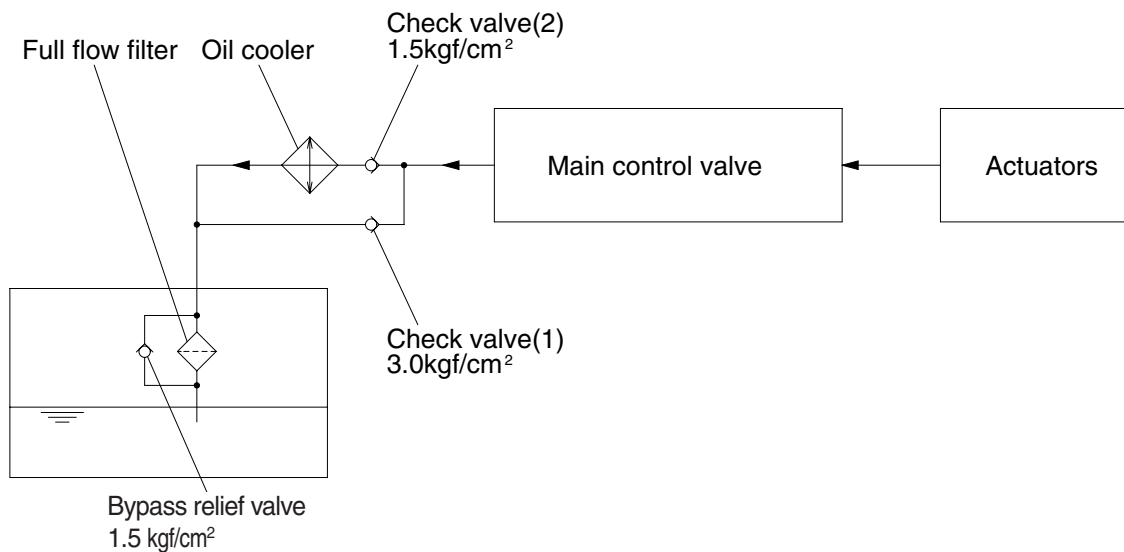 Check valve(2)
1.5kgf/cm²
Full flow filter
Oil cooler
Main control valve
Actuators
Check valve(1)
3.0kgf/cm²
Bypass relief valve
1.5 kgf/cm²